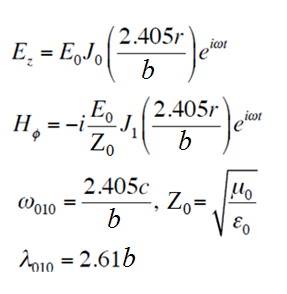 E_z = E_0 J_0 (2.405r / b) e^{iωt}
H_ϕ = −i E_0 / Z_0 J_1 (2.405r / b) e^{iωt}
ω_010 = 2.405c / b, Z_0 = √(μ_0 / ε_0)
λ_010 = 2.61b